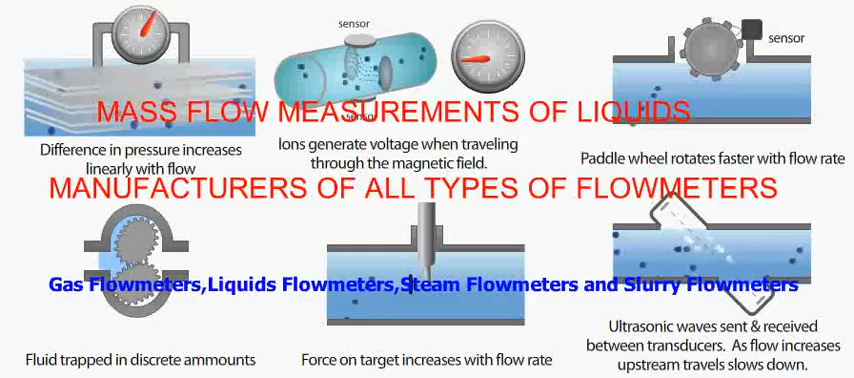 sensor
sensor
MASS FLOW MEASUREMENTS OF LIQUIDS
sensor
Difference in pressure increases
linearly with flow
Ions generate voltage when traveling
through the magnetic field.
Paddle wheel rotates faster with flow rate
MANUFACTURERS OF ALL TYPES OF FLOWMETERS
Gas Flowmeters,Liquids Flowmeters,Steam Flowmeters and Slurry Flowmeters
Fluid trapped in discrete ammounts
Force on target increases with flow rate
Ultrasonic waves sent & received
between transducers. As flow increases
upstream travels slows down.